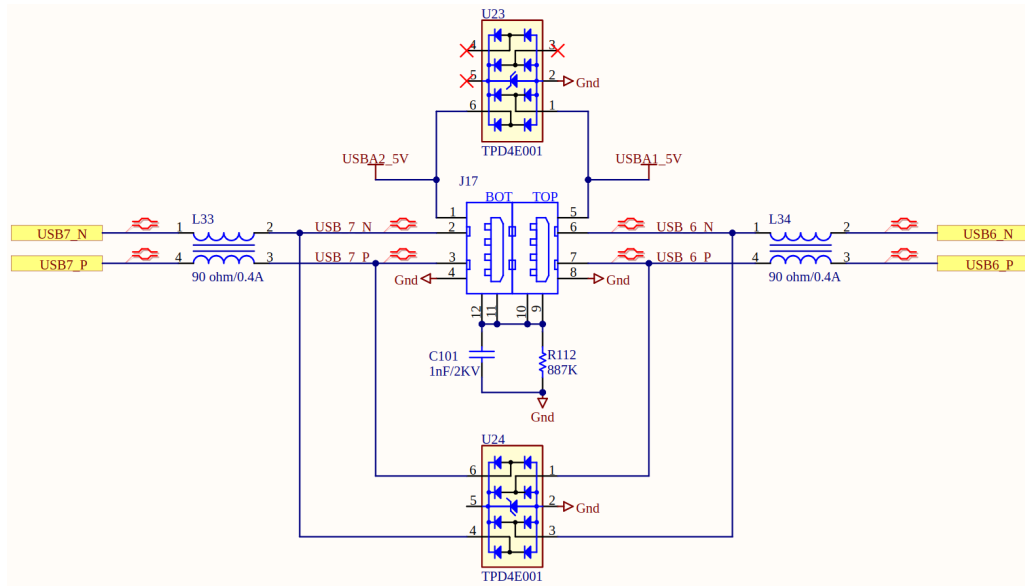 U23
4 3
5 2 Gnd
6 1
TPD4E001
USBA2_5V USBA1_5V
J17
BOT TOP
L33 L34
1 5
USB7_N 1 2 USB_7_N 2 6 USB_6_N 1 2 USB6_N
USB7_P 4 3 USB_7_P 3 7 USB_6_P 4 3 USB6_P
90 ohm/0.4A Gnd 4 8 Gnd 90 ohm/0.4A
12 11 10 9
C101 R112
1nF/2KV 887K
Gnd
U24
6 1
5 2 Gnd
4 3
TPD4E001